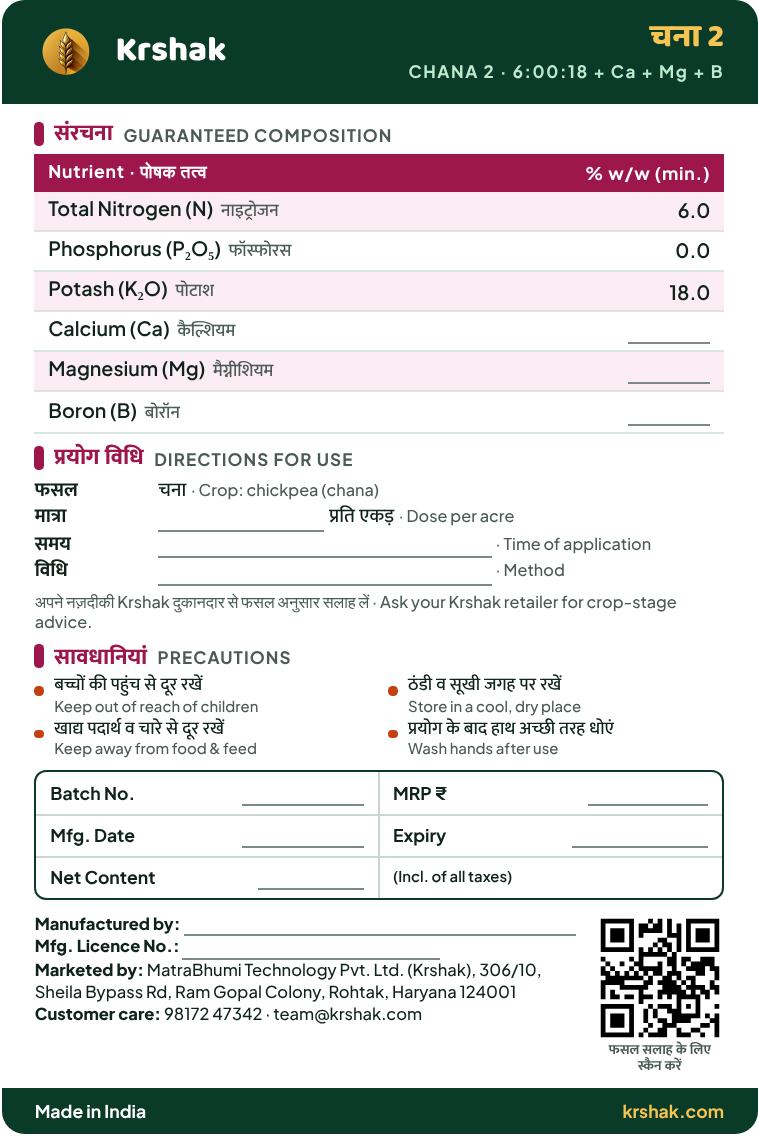 Krshak
चना 2
CHANA 2 · 6:00:18 + Ca + Mg + B
संरचना GUARANTEED COMPOSITION
Nutrient · पोषक तत्व % w/w (min.)
Total Nitrogen (N) नाइट्रोजन 6.0
Phosphorus (P₂O₅) फॉस्फोरस 0.0
Potash (K₂O) पोटाश 18.0
Calcium (Ca) कैल्शियम
Magnesium (Mg) मैग्नीशियम
Boron (B) बोरॉन
प्रयोग विधि DIRECTIONS FOR USE
फसल चना · Crop: chickpea (chana)
मात्रा प्रति एकड़ · Dose per acre
समय · Time of application
विधि · Method
अपने नज़दीकी Krshak दुकानदार से फसल अनुसार सलाह लें · Ask your Krshak retailer for crop-stage
advice.
सावधानियां PRECAUTIONS
बच्चों की पहुंच से दूर रखें
Keep out of reach of children
ठंडी व सूखी जगह पर रखें
Store in a cool, dry place
खाद्य पदार्थ व चारे से दूर रखें
Keep away from food & feed
प्रयोग के बाद हाथ अच्छी तरह धोएं
Wash hands after use
Batch No. MRP ₹
Mfg. Date Expiry
Net Content (Incl. of all taxes)
Manufactured by:
Mfg. Licence No.:
Marketed by: MatraBhumi Technology Pvt. Ltd. (Krshak), 306/10,
Sheila Bypass Rd, Ram Gopal Colony, Rohtak, Haryana 124001
Customer care: 98172 47342 · team@krshak.com
फसल सलाह के लिए
स्कैन करें
Made in India krshak.com